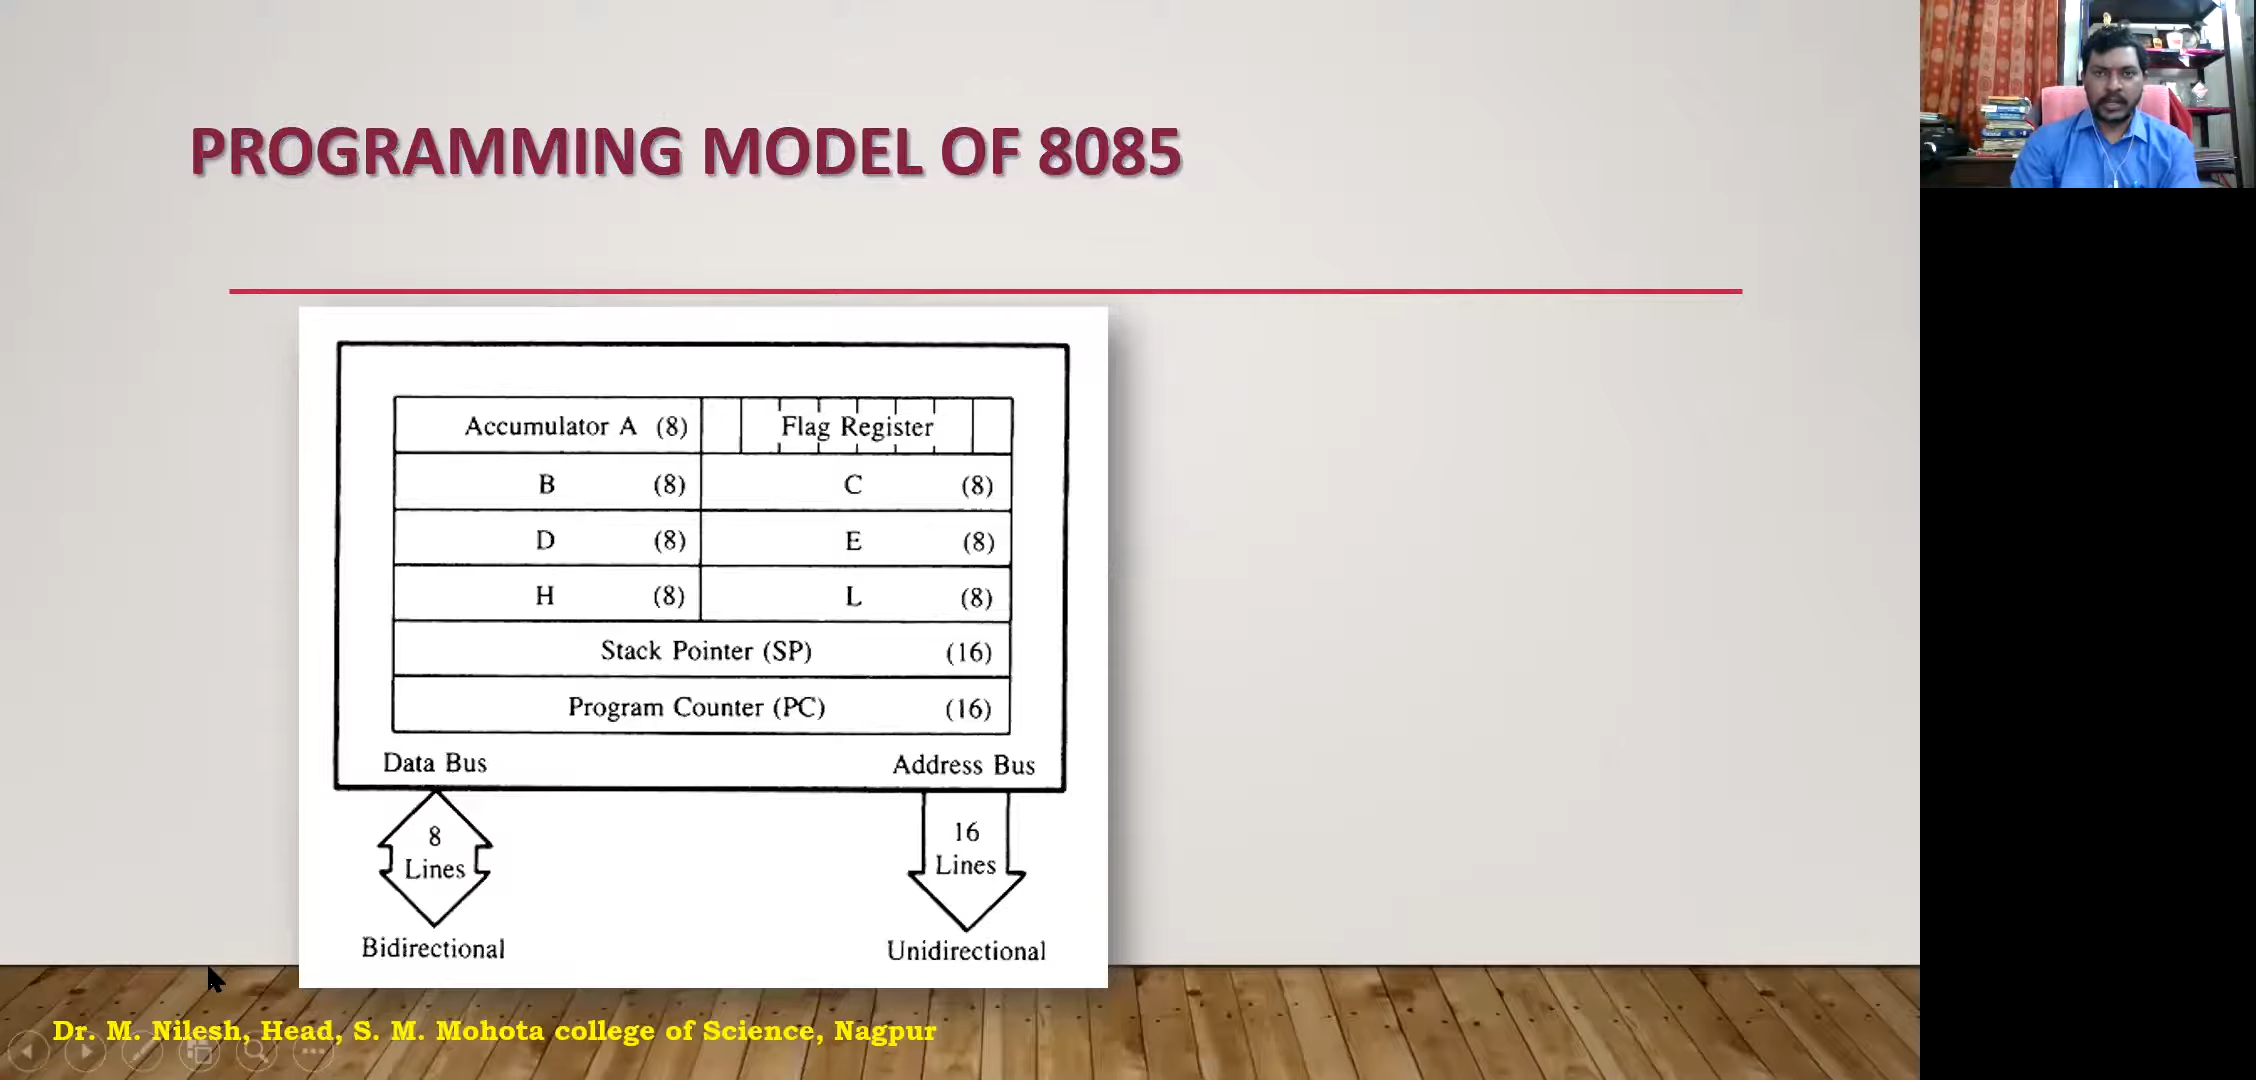 PROGRAMMING MODEL OF 8085
Accumulator A (8) Flag Register
B (8) C (8)
D (8) E (8)
H (8) L (8)
Stack Pointer (SP) (16)
Program Counter (PC) (16)
Data Bus Address Bus
8 16
Lines Lines
Bidirectional Unidirectional
Dr. M. Nilesh, Head, S. M. Mohota college of Science, Nagpur